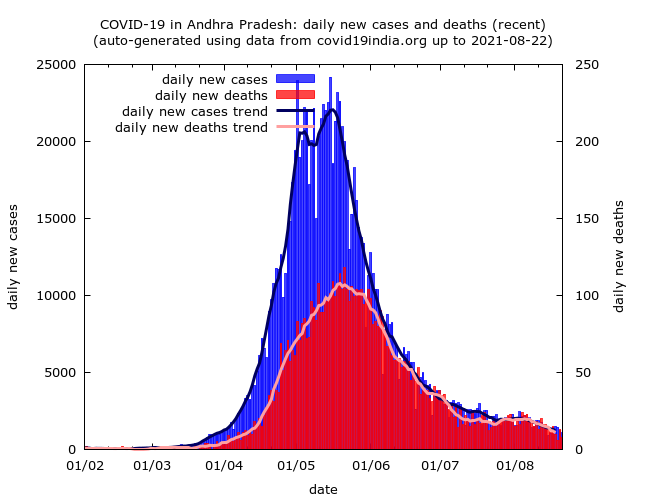 COVID-19 in Andhra Pradesh: daily new cases and deaths (recent)
(auto-generated using data from covid19india.org up to 2021-08-22)
daily new cases
daily new deaths
daily new cases trend
daily new deaths trend
25000
20000
15000
10000
5000
0
250
200
150
100
50
0
daily new cases
daily new deaths
01/02 01/03 01/04 01/05 01/06 01/07 01/08
date